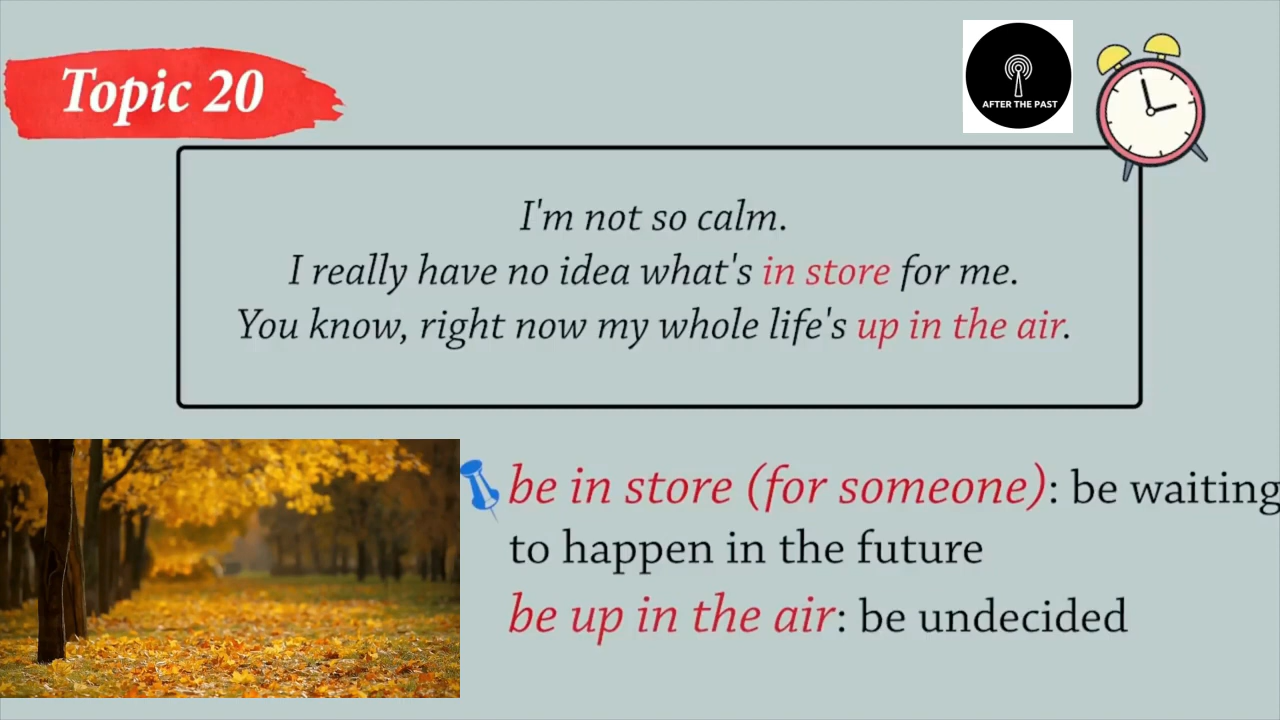 Topic 20
AFTER THE PAST
I'm not so calm.
I really have no idea what's in store for me.
You know, right now my whole life's up in the air.
be in store (for someone): be waiting
to happen in the future
be up in the air: be undecided